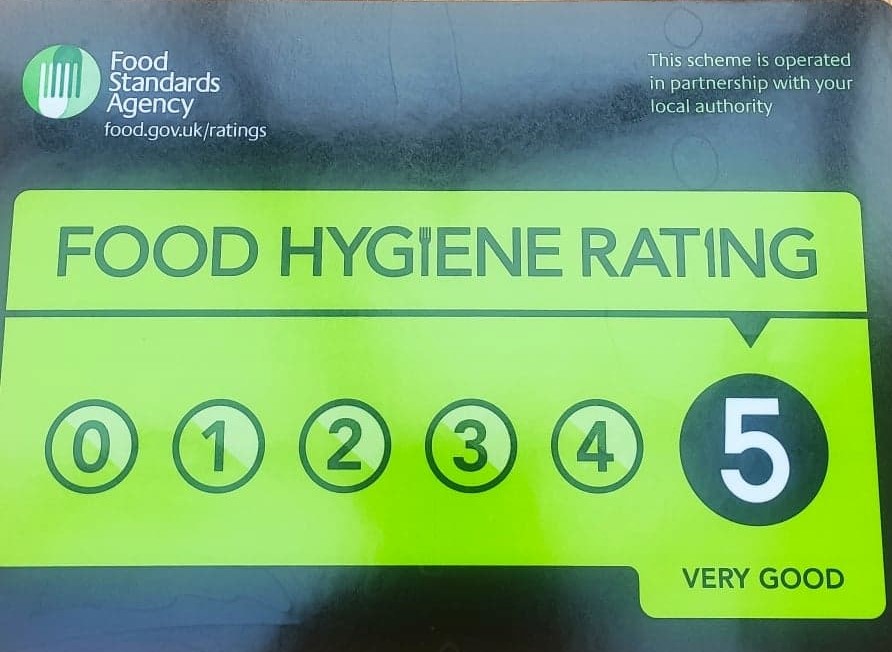 Food
Standards
Agency
food.gov.uk/ratings
This scheme is operated
in partnership with your
local authority
FOOD HYGIENE RATING
0 1 2 3 4 5
VERY GOOD